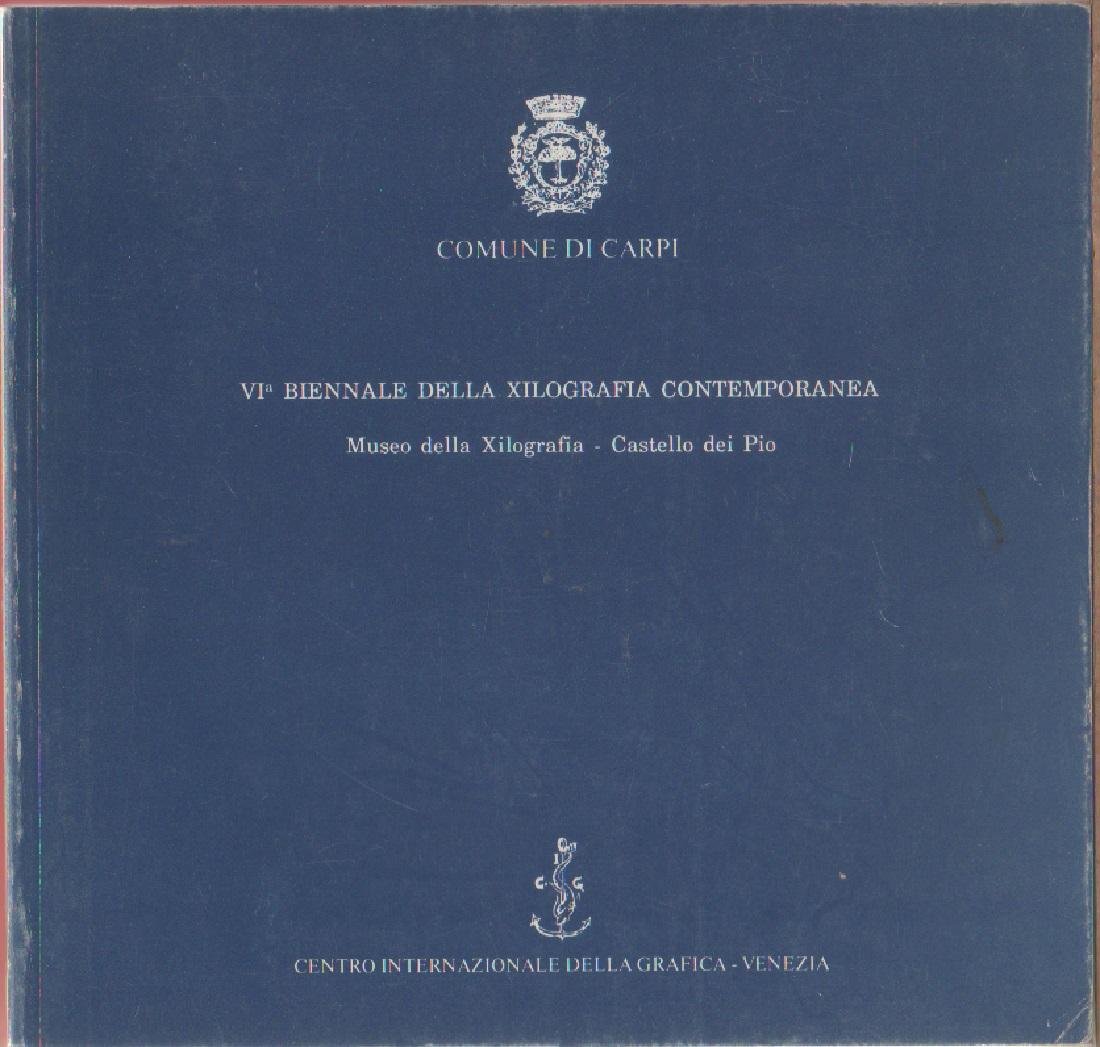 COMUNE DI CARPI
VIª BIENNALE DELLA XILOGRAFIA CONTEMPORANEA
Museo della Xilografia - Castello dei Pio
I
C G
CENTRO INTERNAZIONALE DELLA GRAFICA - VENEZIA